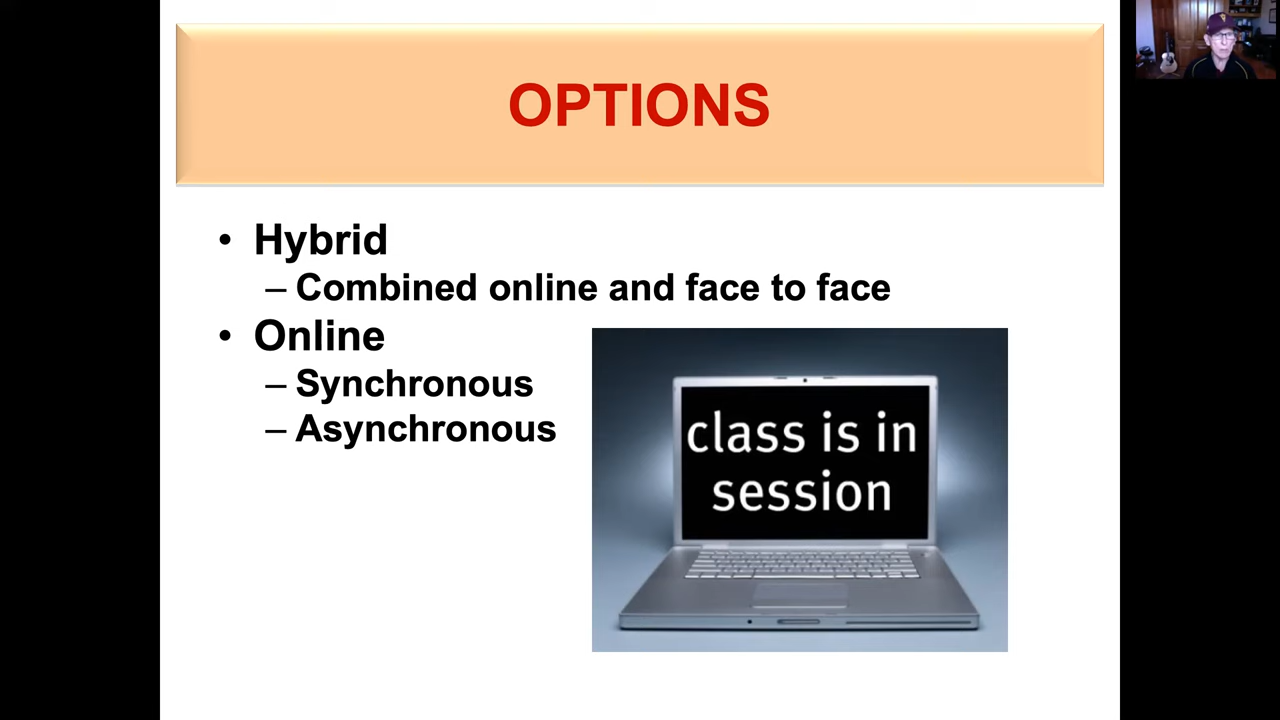 OPTIONS
• Hybrid
– Combined online and face to face
• Online
– Synchronous
– Asynchronous
class is in
session